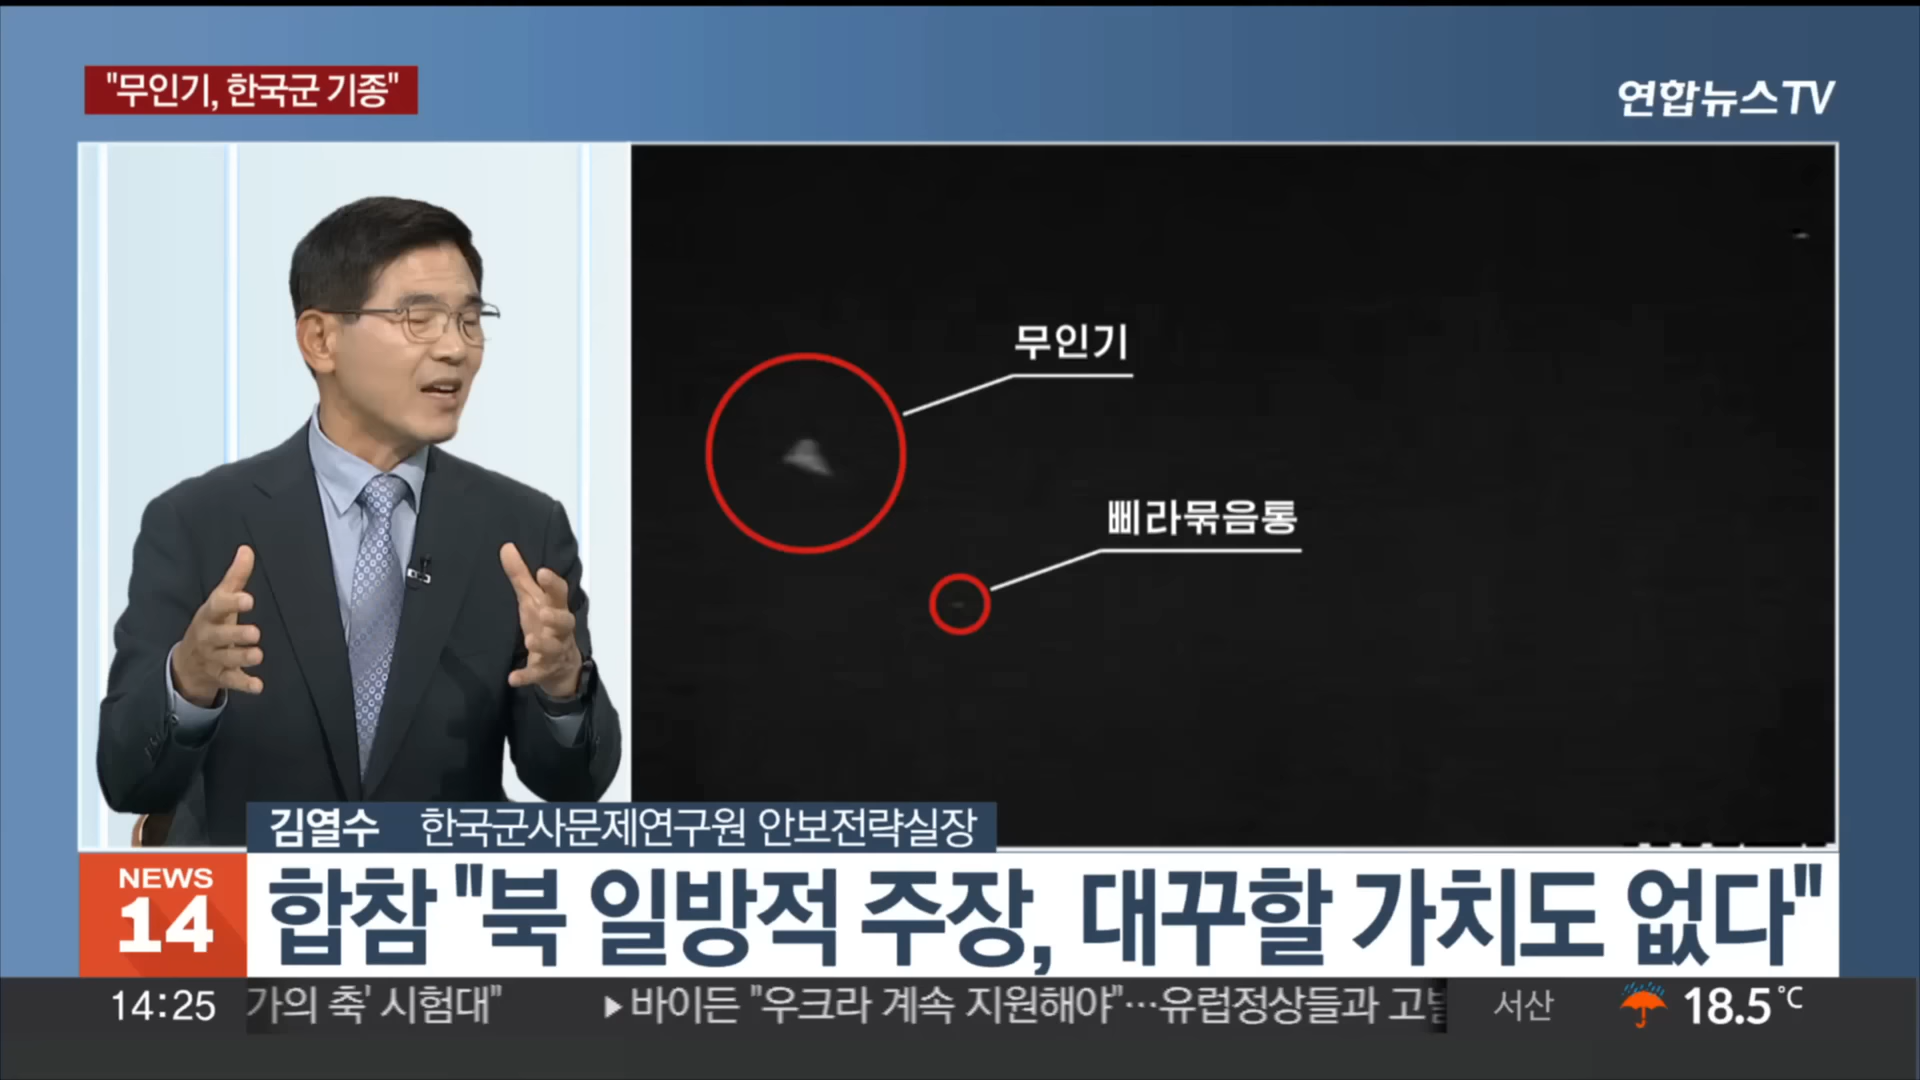 "무인기, 한국군 기종"
연합뉴스TV
무인기
삐라묶음통
김열수 한국군사문제연구원 안보전략실장
NEWS
14
합참 "북 일방적 주장, 대꾸할 가치도 없다"
14:25 가의 축' 시험대" ▶바이든 "우크라 계속 지원해야"…유럽정상들과 고별 서산 18.5℃